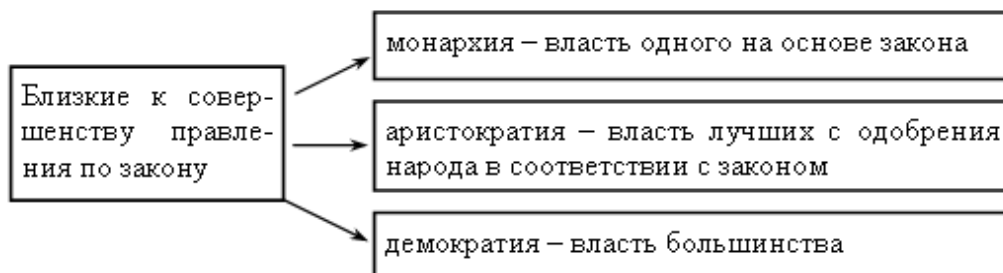 Близкие к совер-
шенству правле-
ния по закону
монархия – власть одного на основе закона
аристократия – власть лучших с одобрения
народа в соответствии с законом
демократия – власть большинства